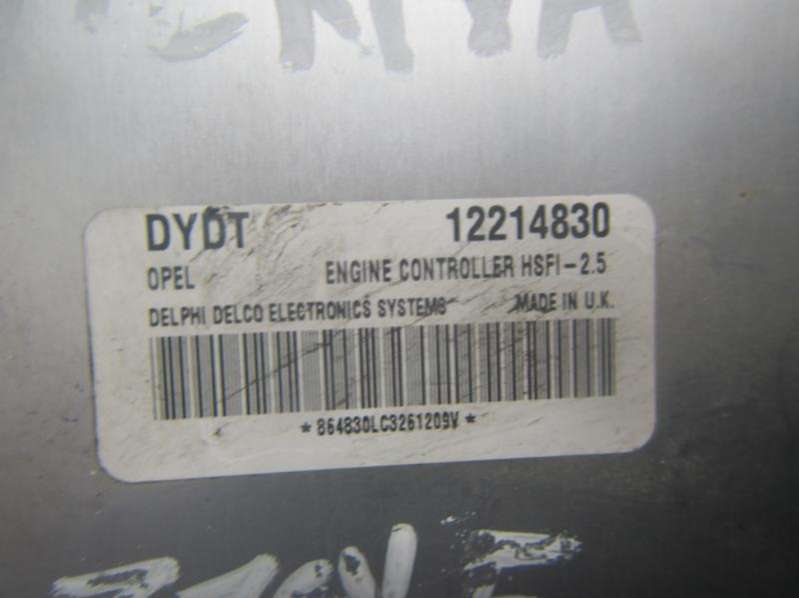 DYDT 12214830
OPEL ENGINE CONTROLLER HSFI-2.5
DELPHI DELCO ELECTRONICS SYSTEMS MADE IN U.K.
*864830LC3261209V*